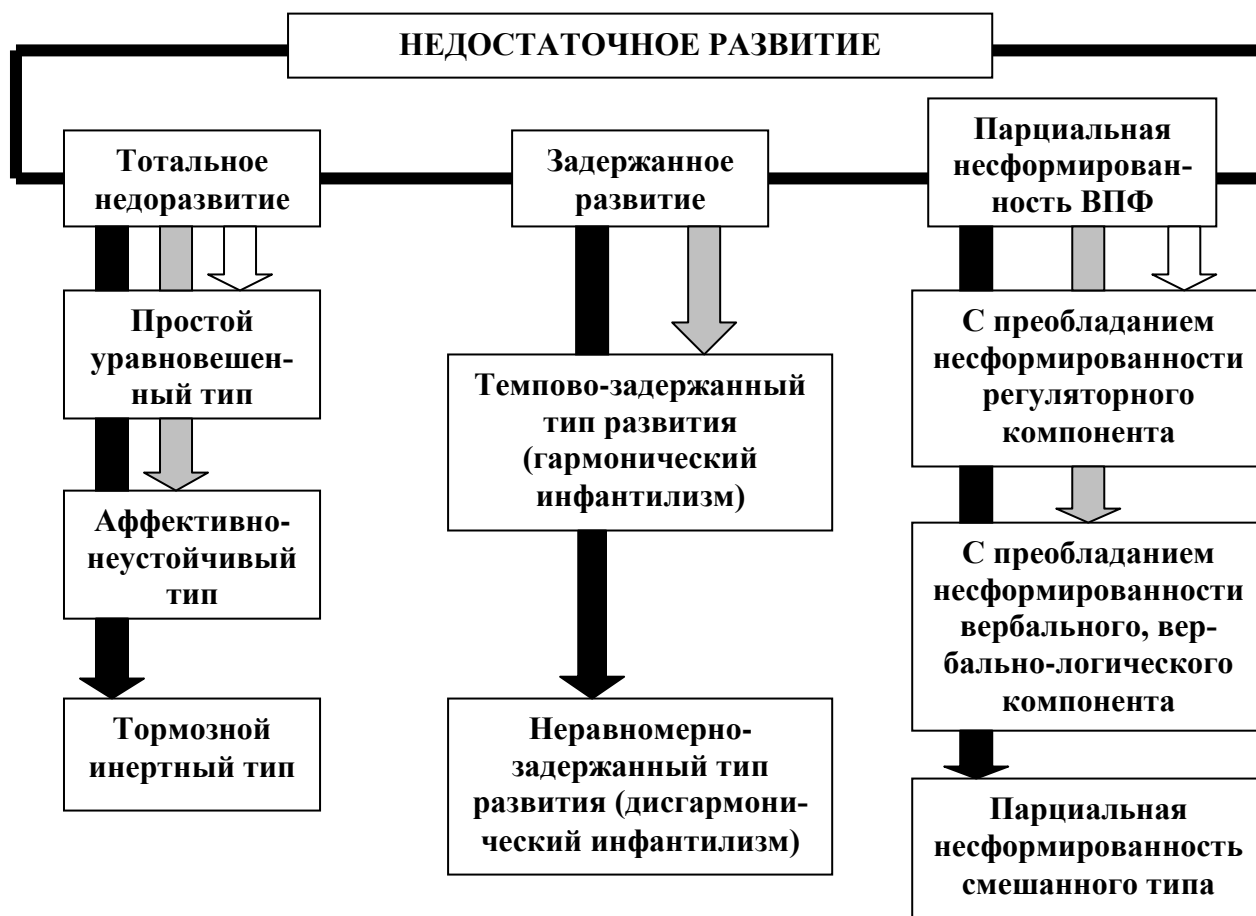 НЕДОСТАТОЧНОЕ РАЗВИТИЕ
Тотальное
недоразвитие
Простой
уравновешен-
ный тип
Аффективно-
неустойчивый
тип
Тормозной
инертный тип
Задержанное
развитие
Темпово-задержанный
тип развития
(гармонический
инфантилизм)
Неравномерно-
задержанный тип
развития (дисгармони-
ческий инфантилизм)
Парциальная
несформирован-
ность ВПФ
С преобладанием
несформированности
регуляторного
компонента
С преобладанием
несформированности
вербального, вер-
бально-логического
компонента
Парциальная
несформированность
смешанного типа